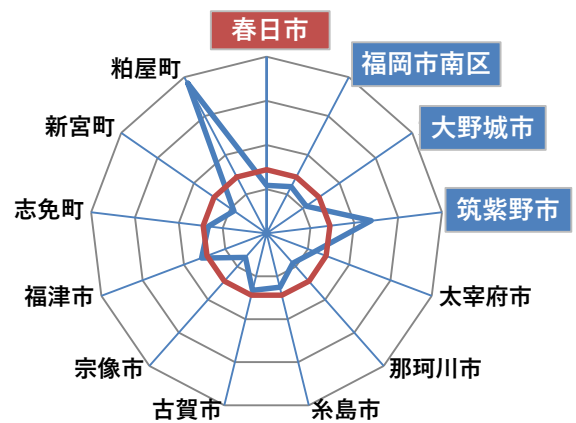 春日市
福岡市南区
大野城市
筑紫野市
太宰府市
那珂川市
糸島市
古賀市
宗像市
福津市
志免町
新宮町
粕屋町